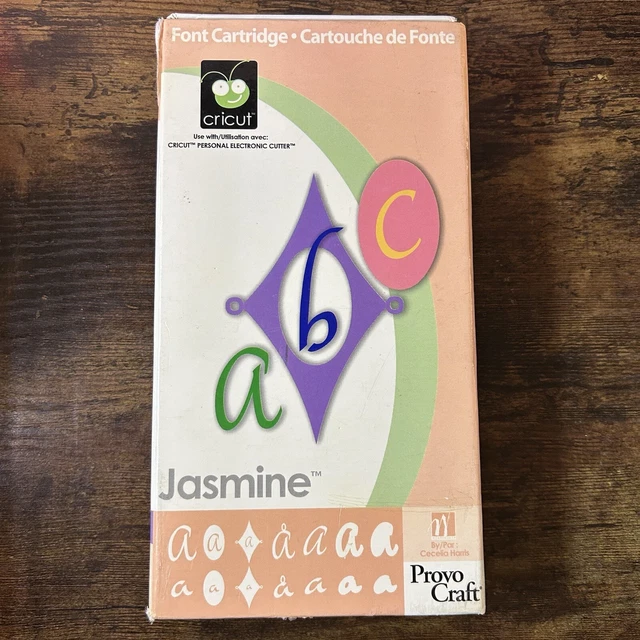 Font Cartridge • Cartouche de Fonte
cricut™
Use with/Utilisation avec:
CRICUT™ PERSONAL ELECTRONIC CUTTER™
c
b
a
Jasmine™
a a a å a a a
a a a å a a a
By/Par :
Cecelia Harris
Provo
Craft®